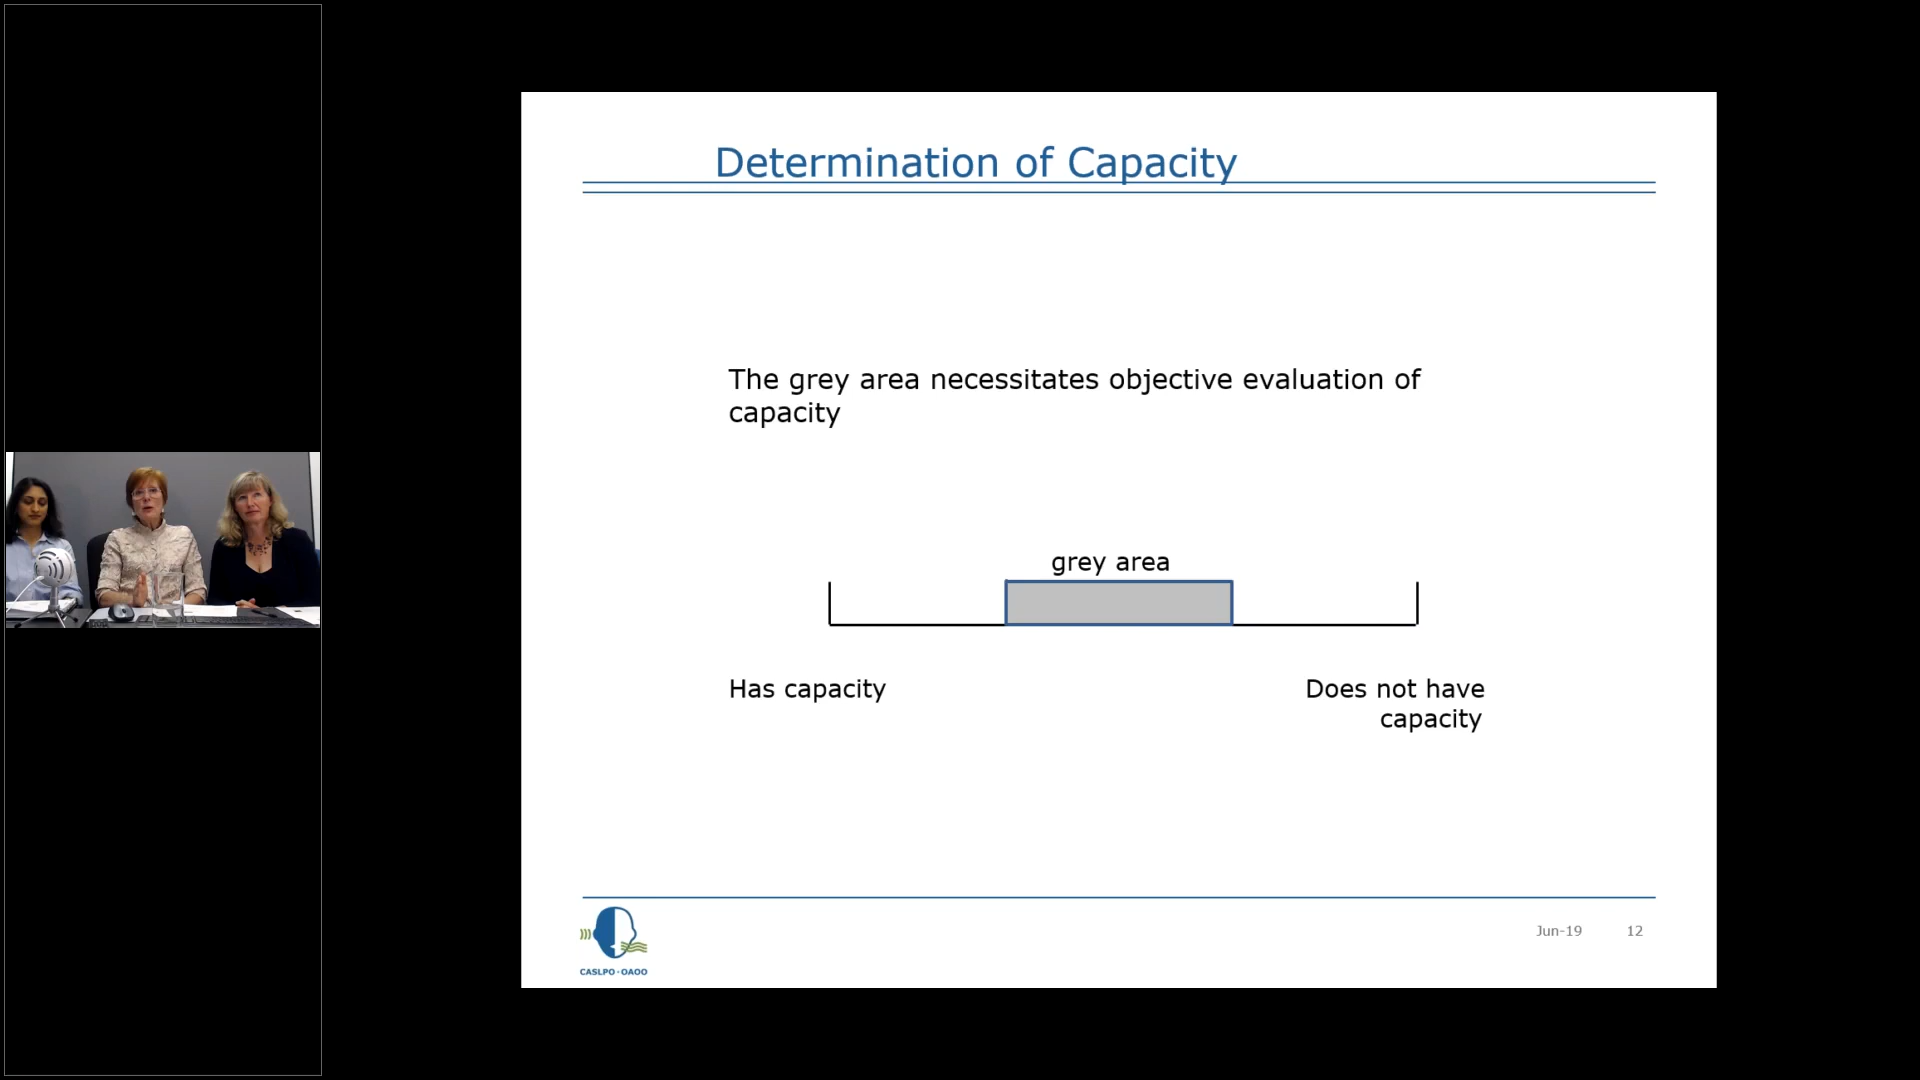 Determination of Capacity
The grey area necessitates objective evaluation of
capacity
grey area
Has capacity
Does not have
capacity
CASLPO·OAOO
Jun-19 12